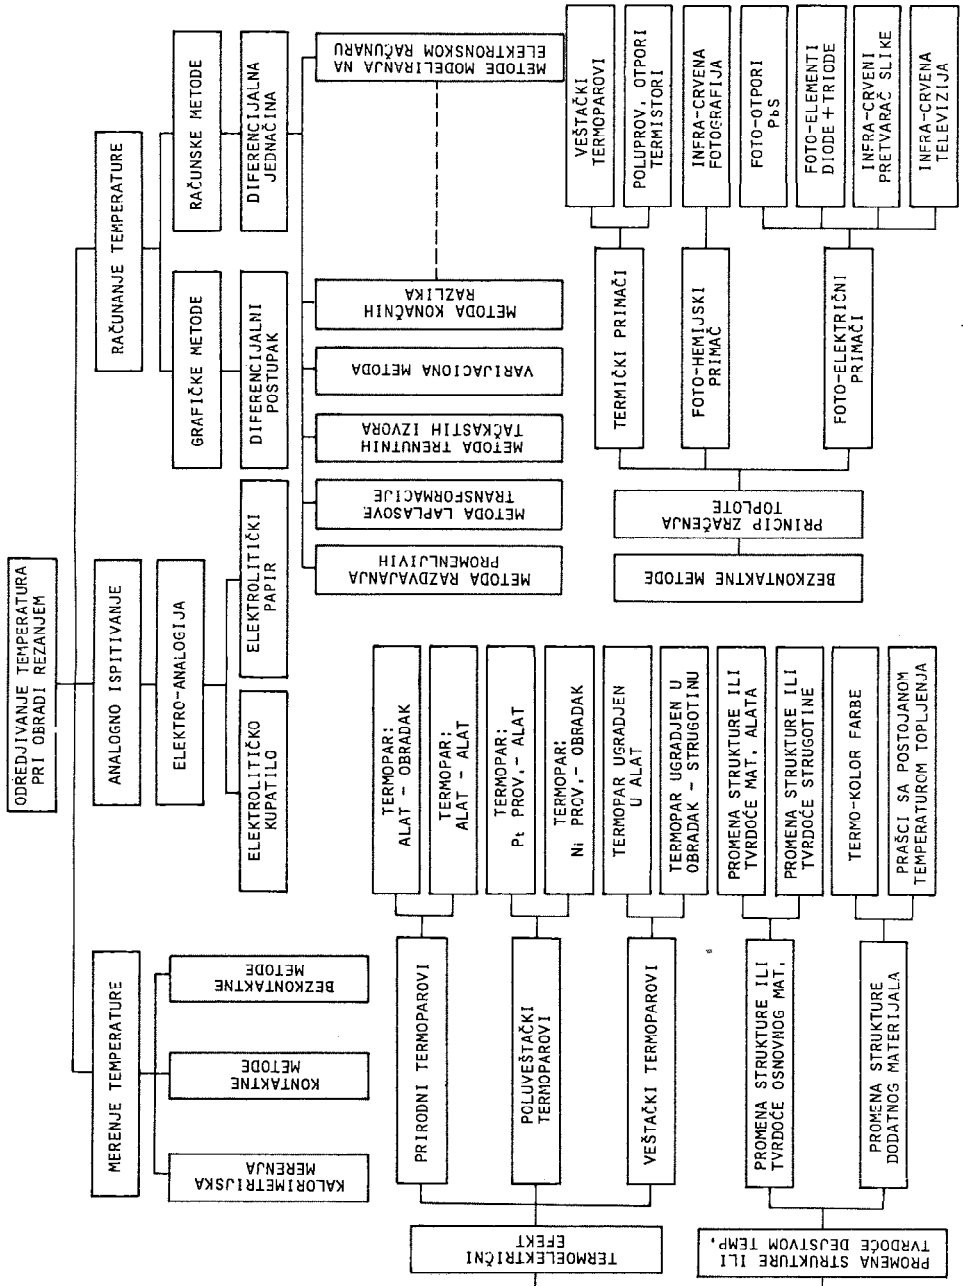 ODREDJIVANJE TEMPERATURA
PRI OBRADI REZANJEM
MERENJE TEMPERATURE
ANALOGNO ISPITIVANJE
RAČUNANJE TEMPERATURE
KALORIMETRIJSKA
MERENJA
KONTAKTNE
METODE
BEZKONTAKTNE
METODE
ELEKTRO-ANALOGIJA
ELEKTROLITIČKO
KUPATILO
ELEKTROLITIČKI
PAPIR
GRAFIČKE METODE
RAČUNSKE METODE
DIFERENCIJALNI
POSTUPAK
DIFERENCIJALNA
JEDNAČINA
METODA RAZDVAJANJA
PROMENLJIVIH
METODA LAPLASOVE
TRANSFORMACIJE
METODA TRENUTNIH
TAČKASTIH IZVORA
VARIJACIONA METODA
METODA KONAČNIH
RAZLIKA
METODE MODELIRANJA NA
ELEKTRONSKOM RAČUNARU
TERMOELEKTRIČNI
EFEKT
PRIRODNI TERMOPAROVI
TERMOPAR:
ALAT - OBRADAK
TERMOPAR:
ALAT - ALAT
POLUVEŠTAČKI
TERMOPAROVI
TERMOPAR:
Pt PROV.- ALAT
TERMOPAR:
Ni PROV.- OBRADAK
VEŠTAČKI TERMOPAROVI
TERMOPAR UGRADJEN
U ALAT
TERMOPAR UGRADJEN U
OBRADAK - STRUGOTINU
PROMENA STRUKTURE ILI
TVRDOĆE DEJSTVOM TEMP.
PROMENA STRUKTURE ILI
TVRDOĆE OSNOVNOG MAT.
PROMENA STRUKTURE ILI
TVRDOĆE MAT. ALATA
PROMENA STRUKTURE ILI
TVRDOĆE STRUGOTINE
PROMENA STRUKTURE
DODATNOG MATERIJALA
TERMO-KOLOR FARBE
PRAŠCI SA POSTOJANOM
TEMPERATUROM TOPLJENJA
BEZKONTAKTNE METODE
PRINCIP ZRAČENJA
TOPLOTE
TERMIČKI PRIMAČI
VEŠTAČKI
TERMOPAROVI
POLUPROV. OTPORI
TERMISTORI
FOTO-HEMIJSKI
PRIMAČ
INFRA-CRVENA
FOTOGRAFIJA
FOTO-ELEKTRIČNI
PRIMAČI
FOTO-OTPORI
PbS
FOTO-ELEMENTI
DIODE + TRIODE
INFRA-CRVENI
PRETVARAČ SLIKE
INFRA-CRVENA
TELEVIZIJA